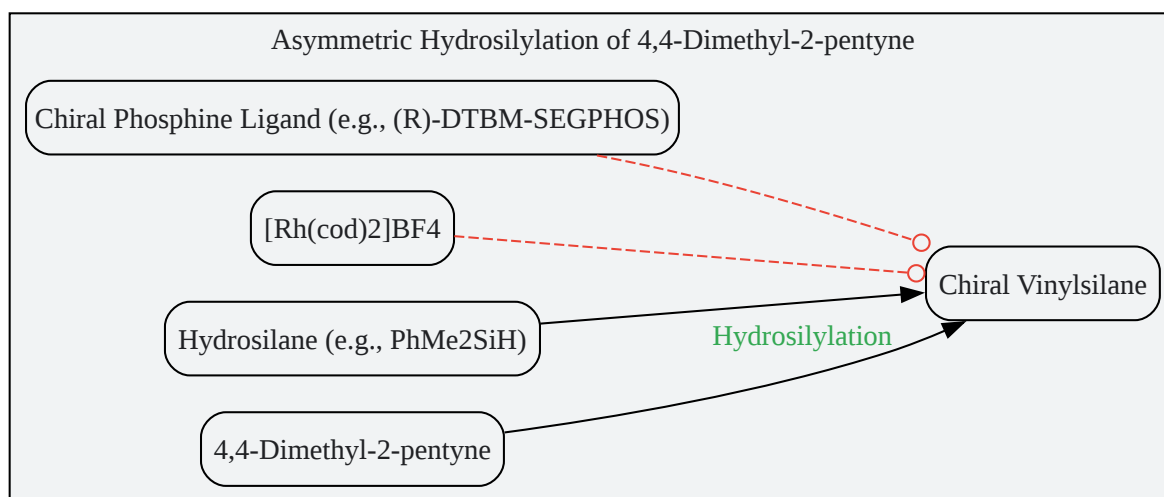 Asymmetric Hydrosilylation of 4,4-Dimethyl-2-pentyne
Chiral Phosphine Ligand (e.g., (R)-DTBM-SEGPHOS)
[Rh(cod)2]BF4
Chiral Vinylsilane
Hydrosilane (e.g., PhMe2SiH)
Hydrosilylation
4,4-Dimethyl-2-pentyne